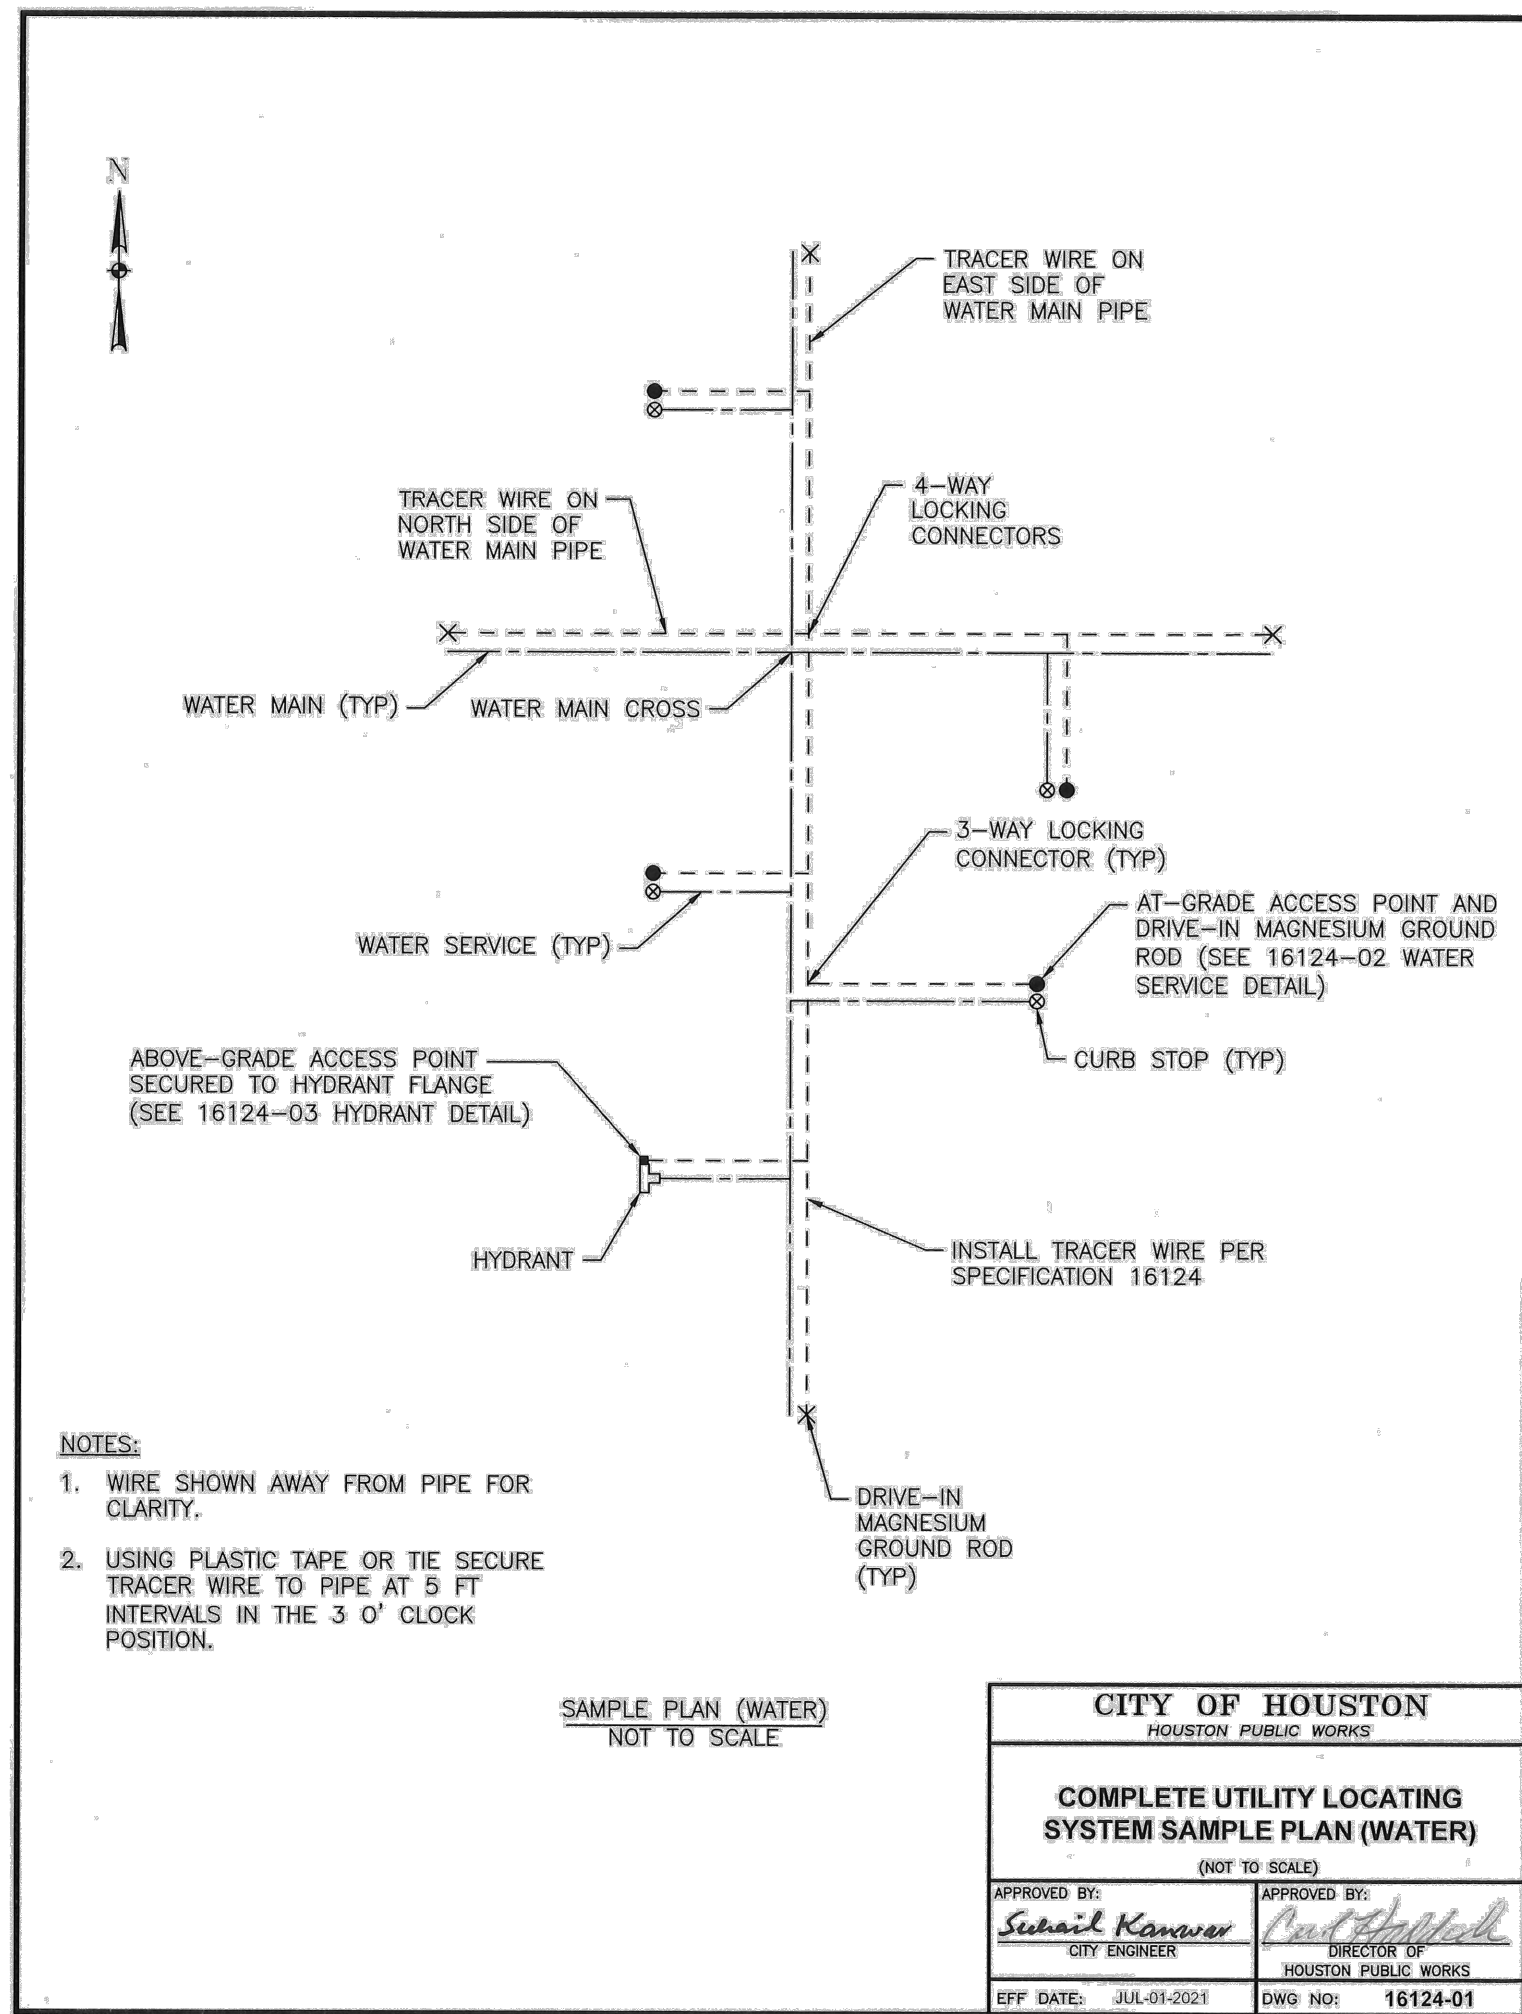 N
TRACER WIRE ON
EAST SIDE OF
WATER MAIN PIPE
TRACER WIRE ON
NORTH SIDE OF
WATER MAIN PIPE
4-WAY
LOCKING
CONNECTORS
WATER MAIN (TYP)
WATER MAIN CROSS
3-WAY LOCKING
CONNECTOR (TYP)
WATER SERVICE (TYP)
AT-GRADE ACCESS POINT AND
DRIVE-IN MAGNESIUM GROUND
ROD (SEE 16124-02 WATER
SERVICE DETAIL)
ABOVE-GRADE ACCESS POINT
SECURED TO HYDRANT FLANGE
(SEE 16124-03 HYDRANT DETAIL)
CURB STOP (TYP)
HYDRANT
INSTALL TRACER WIRE PER
SPECIFICATION 16124
DRIVE-IN
MAGNESIUM
GROUND ROD
(TYP)
NOTES:
1. WIRE SHOWN AWAY FROM PIPE FOR
CLARITY.
2. USING PLASTIC TAPE OR TIE SECURE
TRACER WIRE TO PIPE AT 5 FT
INTERVALS IN THE 3 O' CLOCK
POSITION.
SAMPLE PLAN (WATER)
NOT TO SCALE
CITY OF HOUSTON
HOUSTON PUBLIC WORKS
COMPLETE UTILITY LOCATING
SYSTEM SAMPLE PLAN (WATER)
(NOT TO SCALE)
APPROVED BY:
Suhail Kanwar
CITY ENGINEER
APPROVED BY:
Carol Haddock
DIRECTOR OF
HOUSTON PUBLIC WORKS
EFF DATE: JUL-01-2021
DWG NO: 16124-01